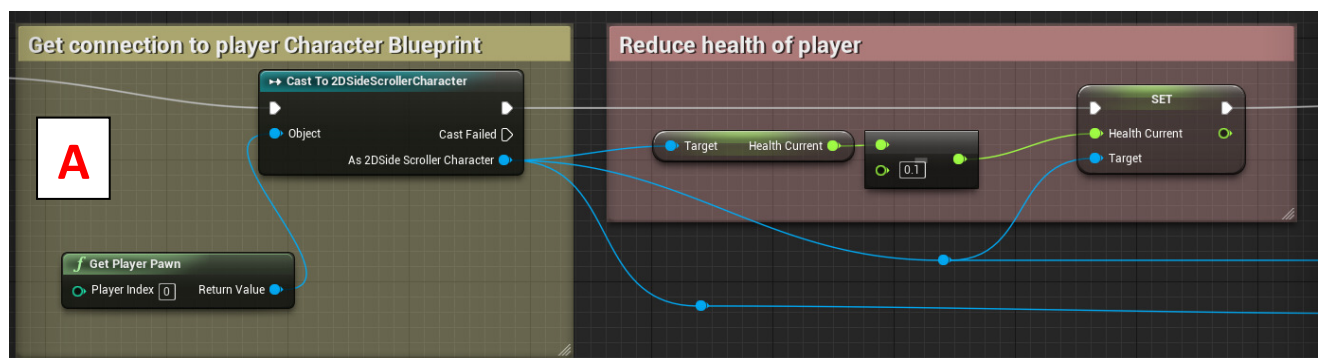 Get connection to player Character Blueprint
Cast To 2DSideScrollerCharacter
Object
Cast Failed
As 2DSide Scroller Character
A
f Get Player Pawn
Player Index 0
Return Value
Reduce health of player
Target Health Current
0.1
SET
Health Current
Target